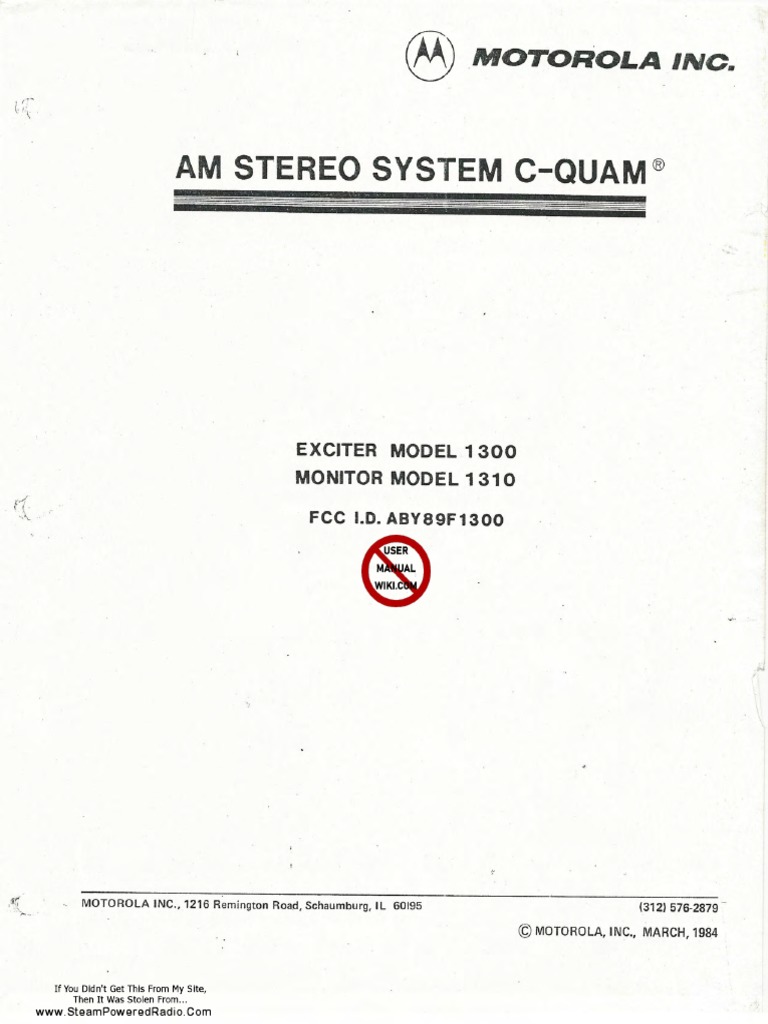 MOTOROLA INC.
AM STEREO SYSTEM C-QUAM®
EXCITER MODEL 1300
MONITOR MODEL 1310
FCC I.D. ABY89F1300
USER
MANUAL
WIKI.COM
MOTOROLA INC., 1216 Remington Road, Schaumburg, IL 60195
(312) 576-2879
© MOTOROLA, INC., MARCH, 1984
If You Didn't Get This From My Site,
Then It Was Stolen From...
www.SteamPoweredRadio.Com